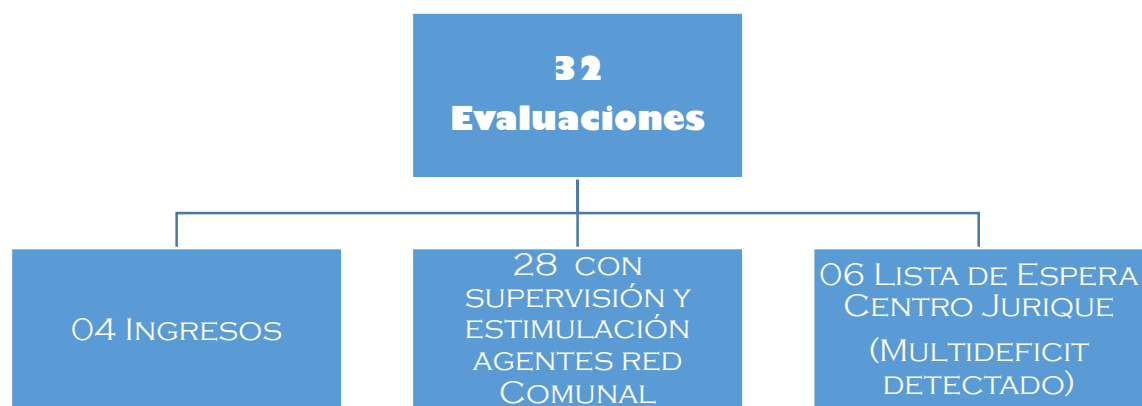 32
Evaluaciones
04 Ingresos
28 con
supervisión y
estimulación
agentes red
Comunal
06 Lista de Espera
Centro Jurique
(Multideficit
detectado)